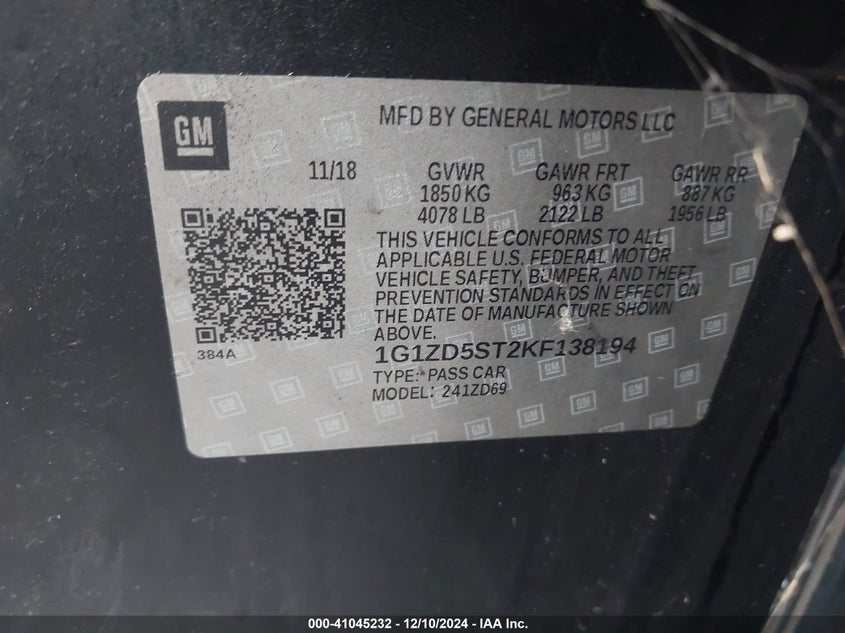 GM
MFD BY GENERAL MOTORS LLC
11/18 GVWR GAWR FRT GAWR RR
1850 KG 963 KG 887 KG
4078 LB 2122 LB 1956 LB
THIS VEHICLE CONFORMS TO ALL
APPLICABLE U.S. FEDERAL MOTOR
VEHICLE SAFETY, BUMPER, AND THEFT
PREVENTION STANDARDS IN EFFECT ON
THE DATE OF MANUFACTURE SHOWN
ABOVE.
384A
1G1ZD5ST2KF138194
TYPE: PASS CAR
MODEL: 241ZD69
000-41045232 - 12/10/2024 - IAA Inc.